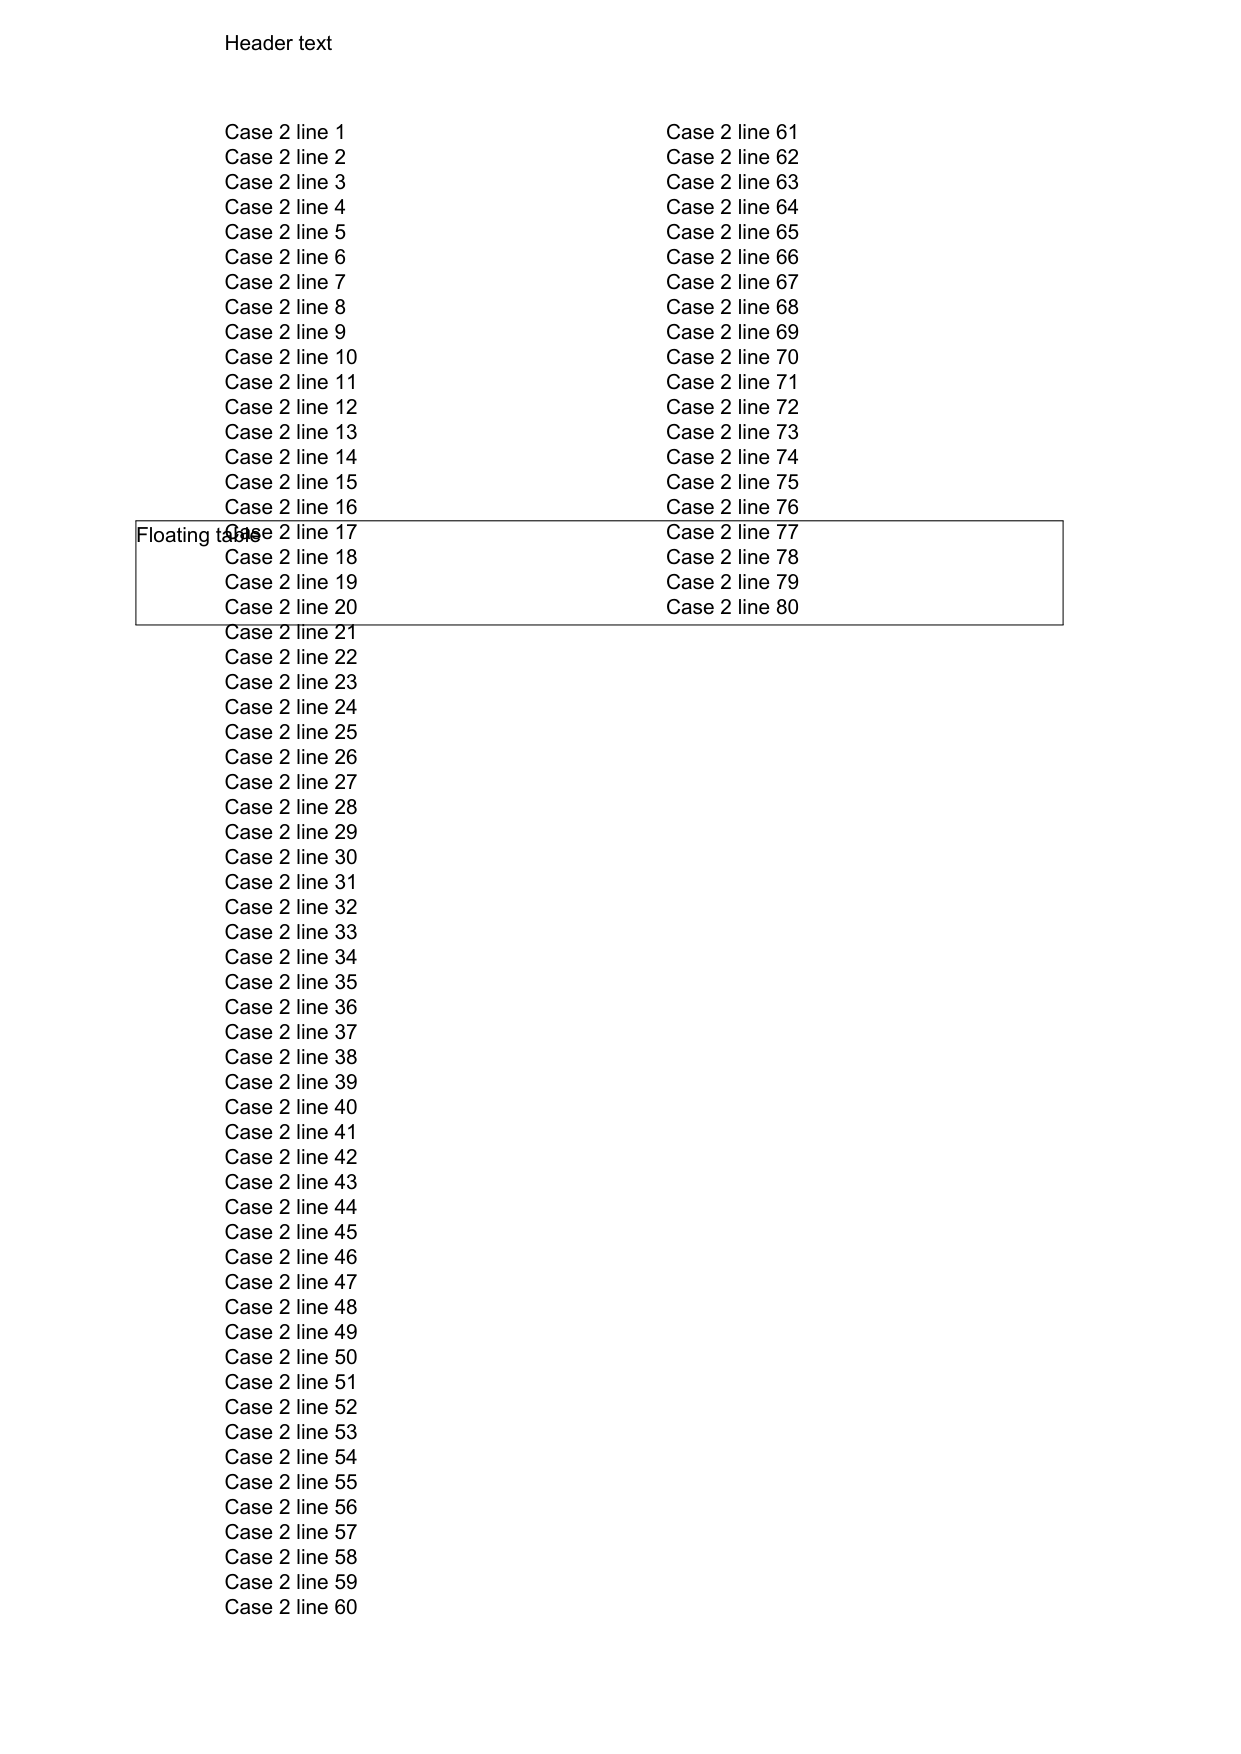 Header text
Case 2 line 1
Case 2 line 2
Case 2 line 3
Case 2 line 4
Case 2 line 5
Case 2 line 6
Case 2 line 7
Case 2 line 8
Case 2 line 9
Case 2 line 10
Case 2 line 11
Case 2 line 12
Case 2 line 13
Case 2 line 14
Case 2 line 15
Case 2 line 16
Floating table
Case 2 line 17
Case 2 line 18
Case 2 line 19
Case 2 line 20
Case 2 line 21
Case 2 line 22
Case 2 line 23
Case 2 line 24
Case 2 line 25
Case 2 line 26
Case 2 line 27
Case 2 line 28
Case 2 line 29
Case 2 line 30
Case 2 line 31
Case 2 line 32
Case 2 line 33
Case 2 line 34
Case 2 line 35
Case 2 line 36
Case 2 line 37
Case 2 line 38
Case 2 line 39
Case 2 line 40
Case 2 line 41
Case 2 line 42
Case 2 line 43
Case 2 line 44
Case 2 line 45
Case 2 line 46
Case 2 line 47
Case 2 line 48
Case 2 line 49
Case 2 line 50
Case 2 line 51
Case 2 line 52
Case 2 line 53
Case 2 line 54
Case 2 line 55
Case 2 line 56
Case 2 line 57
Case 2 line 58
Case 2 line 59
Case 2 line 60
Case 2 line 61
Case 2 line 62
Case 2 line 63
Case 2 line 64
Case 2 line 65
Case 2 line 66
Case 2 line 67
Case 2 line 68
Case 2 line 69
Case 2 line 70
Case 2 line 71
Case 2 line 72
Case 2 line 73
Case 2 line 74
Case 2 line 75
Case 2 line 76
Case 2 line 77
Case 2 line 78
Case 2 line 79
Case 2 line 80